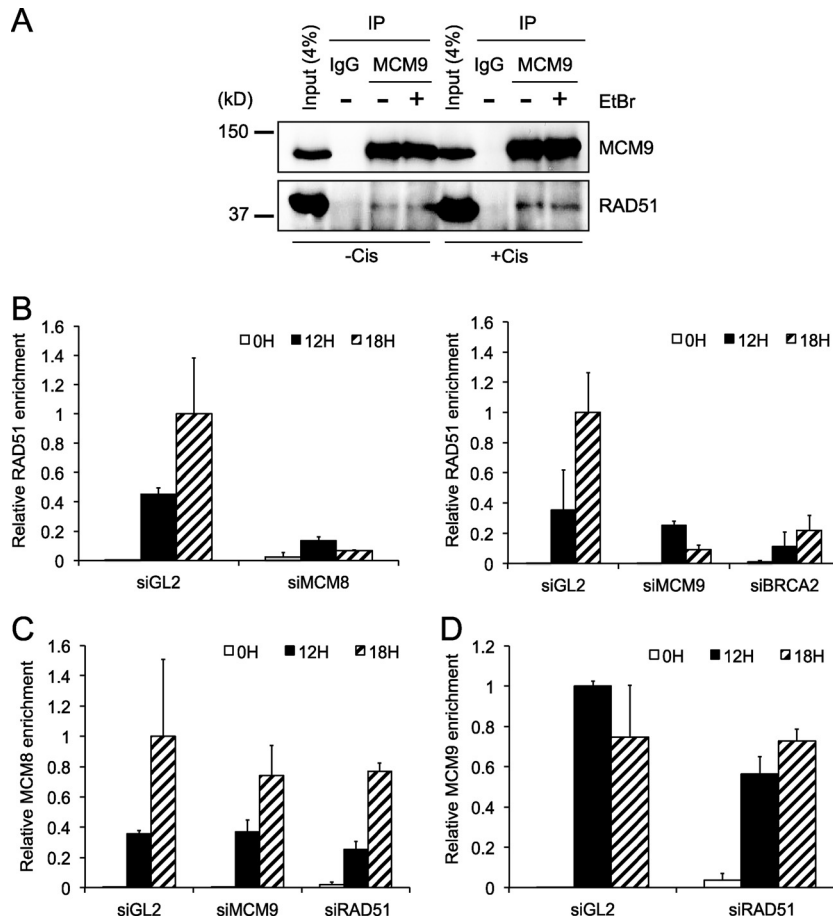 A
IP IP
Input (4%) IgG MCM9 Input (4%) IgG MCM9
(kD) - - + - - + EtBr
150 MCM9
37 RAD51
-Cis +Cis
B
Relative RAD51 enrichment
1.6
1.4
1.2
1
0.8
0.6
0.4
0.2
0
0H 12H 18H
siGL2 siMCM8
Relative RAD51 enrichment
1.6
1.4
1.2
1
0.8
0.6
0.4
0.2
0
0H 12H 18H
siGL2 siMCM9 siBRCA2
C
Relative MCM8 enrichment
1.6
1.4
1.2
1
0.8
0.6
0.4
0.2
0
0H 12H 18H
siGL2 siMCM9 siRAD51
D
Relative MCM9 enrichment
1.2
1
0.8
0.6
0.4
0.2
0
0H 12H 18H
siGL2 siRAD51